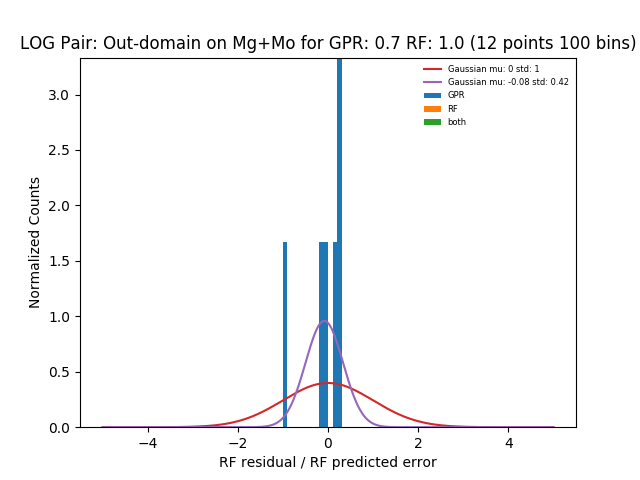 LOG Pair: Out-domain on Mg+Mo for GPR: 0.7 RF: 1.0 (12 points 100 bins)
Gaussian mu: 0 std: 1
Gaussian mu: -0.08 std: 0.42
GPR
RF
both
Normalized Counts
3.0
2.5
2.0
1.5
1.0
0.5
0.0
−4 −2 0 2 4
RF residual / RF predicted error